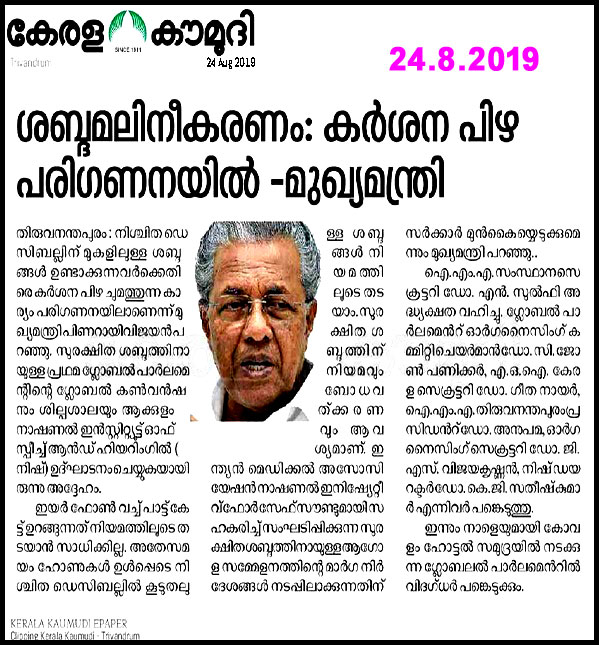 കേരള കൗമുദി
SINCE 1911
Trivandrum
24 Aug 2019
24.8.2019
ശബ്ദമലിനീകരണം: കർശന പിഴ
പരിഗണനയിൽ -മുഖ്യമന്ത്രി
തിരുവനന്തപുരം: നിശ്ചിത ഡെ
സിബല്ലിന് മുകളിലുള്ള ശബ്ദ
ങ്ങൾ ഉണ്ടാക്കുന്നവർക്കെതി
രെ കർശന പിഴ ചുമത്തുന്ന കാ
ര്യം പരിഗണനയിലാണെന്ന് മു
ഖ്യമന്ത്രി പിണറായി വിജയൻ പ
റഞ്ഞു. സുരക്ഷിത ശബ്ദത്തിനാ
യുള്ള പ്രഥമ ഗ്ലോബൽ പാർലമെ
ന്റിന്റെ ഗ്ലോബൽ കൺവൻഷ
നും ശില്പശാലയും ആക്കുളം
നാഷണൽ ഇൻസ്റ്റിറ്റ്യൂട്ട് ഓഫ്
സ്പീച്ച് ആൻഡ് ഹിയറിംഗിൽ (
നിഷ്) ഉദ്ഘാടനം ചെയ്യുകയായി
രുന്നു അദ്ദേഹം.
ഇയർ ഫോൺ വച്ച് പാട്ട് കേ
ട്ട് ഉറങ്ങുന്നത് നിയമത്തിലൂടെ ത
ടയാൻ സാധിക്കില്ല. അതേസമ
യം ഹോണുകൾ ഉൾപ്പെടെ നി
ശ്ചിത ഡെസിബല്ലിൽ കൂടുതലു
ള്ള ശബ്ദ
ങ്ങൾ നി
യമത്തി
ലൂടെ തട
യാം. സുര
ക്ഷിത ശ
ബ്ദത്തിന്
നിയമവും
ബോധവ
ത്ക്കരണ
വും ആവ
ശ്യമാണ്. ഇ
ന്ത്യൻ മെഡിക്കൽ അസോസി
യേഷൻ നാഷണൽ ഇനിഷ്യേറ്റീ
വ് ഫോർ സേഫ് സൗണ്ടുമായി സ
ഹകരിച്ച് സംഘടിപ്പിക്കുന്ന സുര
ക്ഷിത ശബ്ദത്തിനായുള്ള ആഗോ
ള സമ്മേളനത്തിന്റെ മാർഗ നിർ
ദേശങ്ങൾ നടപ്പിലാക്കുന്നതിന്
സർക്കാർ മുൻകൈയ്യെടുക്കുമെ
ന്നും മുഖ്യമന്ത്രി പറഞ്ഞു..
ഐ.എം.എ. സംസ്ഥാന സെ
ക്രട്ടറി ഡോ. എൻ. സുൽഫി അ
ദ്ധ്യക്ഷത വഹിച്ചു. ഗ്ലോബൽ പാ
ർലമെന്റ് ഓർഗനൈസിംഗ് ക
മ്മിറ്റി ചെയർമാൻ ഡോ. സി. ജോ
ൺ പണിക്കർ, എ.ഒ.ഐ. കേര
ള സെക്രട്ടറി ഡോ. ഗീത നായർ,
ഐ.എം.എ. തിരുവനന്തപുരം പ്ര
സിഡന്റ് ഡോ. അനുപമ, ഓർഗ
നൈസിംഗ് സെക്രട്ടറി ഡോ. ജി.
എസ്. വിജയകൃഷ്ണൻ, നിഷ് ഡയ
റക്ടർ ഡോ. കെ.ജി. സതീഷ്കുമാ
ർ എന്നിവർ പങ്കെടുത്തു.
ഇന്നും നാളെയുമായി കോവ
ളം ഹോട്ടൽ സമുദ്രയിൽ നടക്കു
ന്ന ഗ്ലോബലൽ പാർലമെന്റിൽ
വിദഗ്ധർ പങ്കെടുക്കും.
KERALA KAUMUDI EPAPER
Clipping Kerala Kaumudi - Trivandrum